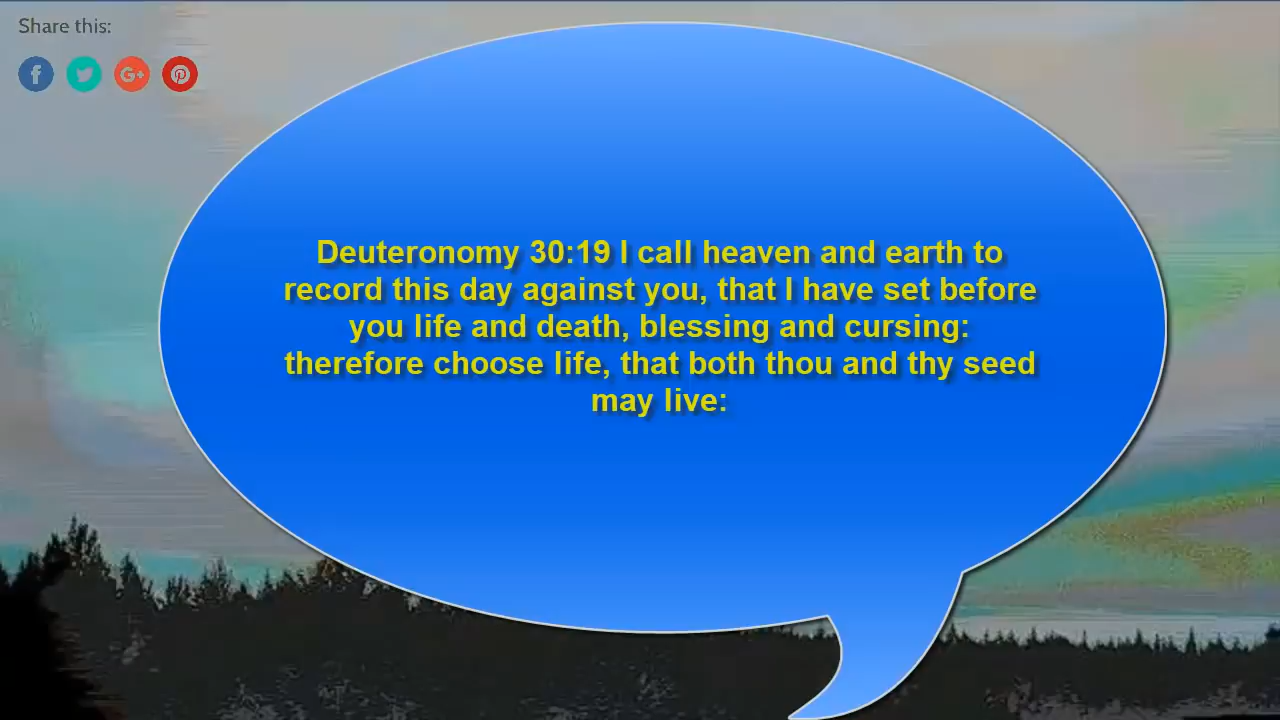 Share this:
Deuteronomy 30:19 I call heaven and earth to
record this day against you, that I have set before
you life and death, blessing and cursing:
therefore choose life, that both thou and thy seed
may live: